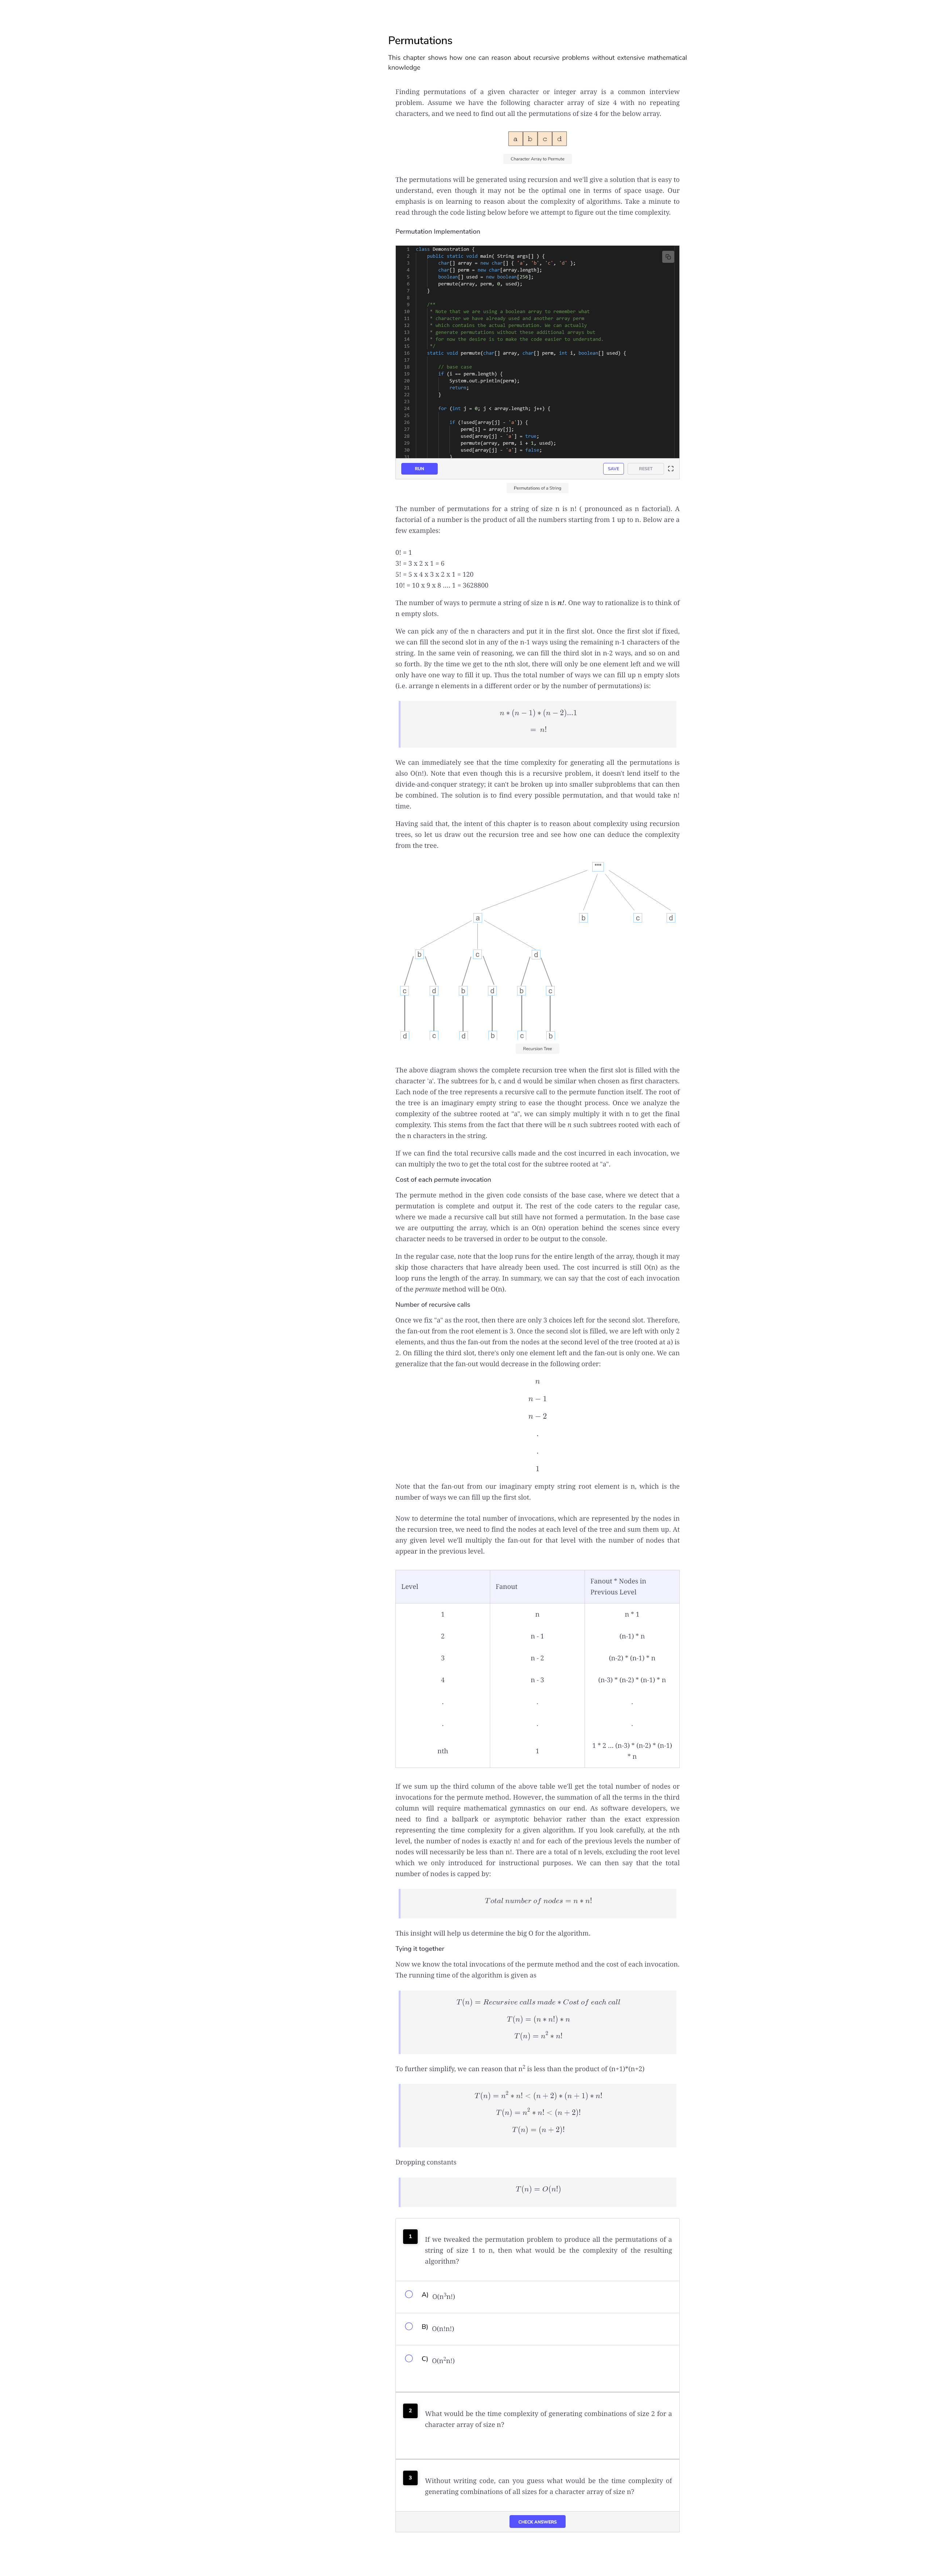 Permutations
This chapter shows how one can reason about recursive problems without extensive mathematical
knowledge
Finding permutations of a given character or integer array is a common interview
problem. Assume we have the following character array of size 4 with no repeating
characters, and we need to find out all the permutations of size 4 for the below array.
a b c d
Character Array to Permute
The permutations will be generated using recursion and we'll give a solution that is easy to
understand, even though it may not be the optimal one in terms of space usage. Our
emphasis is on learning to reason about the complexity of algorithms. Take a minute to
read through the code listing below before we attempt to figure out the time complexity.
Permutation Implementation
1 class Demonstration {
2 public static void main( String args[] ) {
3 char[] array = new char[] { 'a', 'b', 'c', 'd' };
4 char[] perm = new char[array.length];
5 boolean[] used = new boolean[256];
6 permute(array, perm, 0, used);
7 }
8
9 /**
10 * Note that we are using a boolean array to remember what
11 * character we have already used and another array perm
12 * which contains the actual permutation. We can actually
13 * generate permutations without these additional arrays but
14 * for now the desire is to make the code easier to understand.
15 */
16 static void permute(char[] array, char[] perm, int i, boolean[] used) {
17
18 // base case
19 if (i == perm.length) {
20 System.out.println(perm);
21 return;
22 }
23
24 for (int j = 0; j < array.length; j++) {
25
26 if (!used[array[j] - 'a']) {
27 perm[i] = array[j];
28 used[array[j] - 'a'] = true;
29 permute(array, perm, i + 1, used);
30 used[array[j] - 'a'] = false;
31 }
RUN SAVE RESET
Permutations of a String
The number of permutations for a string of size n is n! ( pronounced as n factorial). A
factorial of a number is the product of all the numbers starting from 1 up to n. Below are a
few examples:
0! = 1
3! = 3 x 2 x 1 = 6
5! = 5 x 4 x 3 x 2 x 1 = 120
10! = 10 x 9 x 8 .... 1 = 3628800
The number of ways to permute a string of size n is n!. One way to rationalize is to think of
n empty slots.
We can pick any of the n characters and put it in the first slot. Once the first slot if fixed,
we can fill the second slot in any of the n-1 ways using the remaining n-1 characters of the
string. In the same vein of reasoning, we can fill the third slot in n-2 ways, and so on and
so forth. By the time we get to the nth slot, there will only be one element left and we will
only have one way to fill it up. Thus the total number of ways we can fill up n empty slots
(i.e. arrange n elements in a different order or by the number of permutations) is:
n ∗ (n − 1) ∗ (n − 2)...1
= n!
We can immediately see that the time complexity for generating all the permutations is
also O(n!). Note that even though this is a recursive problem, it doesn't lend itself to the
divide-and-conquer strategy; it can't be broken up into smaller subproblems that can then
be combined. The solution is to find every possible permutation, and that would take n!
time.
Having said that, the intent of this chapter is to reason about complexity using recursion
trees, so let us draw out the recursion tree and see how one can deduce the complexity
from the tree.
""
a b c d
b c d
c d b d b c
d c d b c b
Recursion Tree
The above diagram shows the complete recursion tree when the first slot is filled with the
character 'a'. The subtrees for b, c and d would be similar when chosen as first characters.
Each node of the tree represents a recursive call to the permute function itself. The root of
the tree is an imaginary empty string to ease the thought process. Once we analyze the
complexity of the subtree rooted at "a", we can simply multiply it with n to get the final
complexity. This stems from the fact that there will be n such subtrees rooted with each of
the n characters in the string.
If we can find the total recursive calls made and the cost incurred in each invocation, we
can multiply the two to get the total cost for the subtree rooted at "a".
Cost of each permute invocation
The permute method in the given code consists of the base case, where we detect that a
permutation is complete and output it. The rest of the code caters to the regular case,
where we made a recursive call but still have not formed a permutation. In the base case
we are outputting the array, which is an O(n) operation behind the scenes since every
character needs to be traversed in order to be output to the console.
In the regular case, note that the loop runs for the entire length of the array, though it may
skip those characters that have already been used. The cost incurred is still O(n) as the
loop runs the length of the array. In summary, we can say that the cost of each invocation
of the permute method will be O(n).
Number of recursive calls
Once we fix "a" as the root, then there are only 3 choices left for the second slot. Therefore,
the fan-out from the root element is 3. Once the second slot is filled, we are left with only 2
elements, and thus the fan-out from the nodes at the second level of the tree (rooted at a) is
2. On filling the third slot, there's only one element left and the fan-out is only one. We can
generalize that the fan-out would decrease in the following order:
n
n − 1
n − 2
.
.
1
Note that the fan-out from our imaginary empty string root element is n, which is the
number of ways we can fill up the first slot.
Now to determine the total number of invocations, which are represented by the nodes in
the recursion tree, we need to find the nodes at each level of the tree and sum them up. At
any given level we'll multiply the fan-out for that level with the number of nodes that
appear in the previous level.
Level Fanout Fanout * Nodes in
Previous Level
1 n n * 1
2 n - 1 (n-1) * n
3 n - 2 (n-2) * (n-1) * n
4 n - 3 (n-3) * (n-2) * (n-1) * n
. . .
. . .
nth 1 1 * 2 ... (n-3) * (n-2) * (n-1)
* n
If we sum up the third column of the above table we'll get the total number of nodes or
invocations for the permute method. However, the summation of all the terms in the third
column will require mathematical gymnastics on our end. As software developers, we
need to find a ballpark or asymptotic behavior rather than the exact expression
representing the time complexity for a given algorithm. If you look carefully, at the nth
level, the number of nodes is exactly n! and for each of the previous levels the number of
nodes will necessarily be less than n!. There are a total of n levels, excluding the root level
which we only introduced for instructional purposes. We can then say that the total
number of nodes is capped by:
Total number of nodes = n ∗ n!
This insight will help us determine the big O for the algorithm.
Tying it together
Now we know the total invocations of the permute method and the cost of each invocation.
The running time of the algorithm is given as
T(n) = Recursive calls made ∗ Cost of each call
T(n) = (n ∗ n!) ∗ n
T(n) = n² ∗ n!
To further simplify, we can reason that n² is less than the product of (n+1)*(n+2)
T(n) = n² ∗ n! < (n + 2) ∗ (n + 1) ∗ n!
T(n) = n² ∗ n! < (n + 2)!
T(n) = (n + 2)!
Dropping constants
T(n) = O(n!)
1 If we tweaked the permutation problem to produce all the permutations of a
string of size 1 to n, then what would be the complexity of the resulting
algorithm?
A) O(n³n!)
B) O(n!n!)
C) O(n²n!)
2 What would be the time complexity of generating combinations of size 2 for a
character array of size n?
3 Without writing code, can you guess what would be the time complexity of
generating combinations of all sizes for a character array of size n?
CHECK ANSWERS